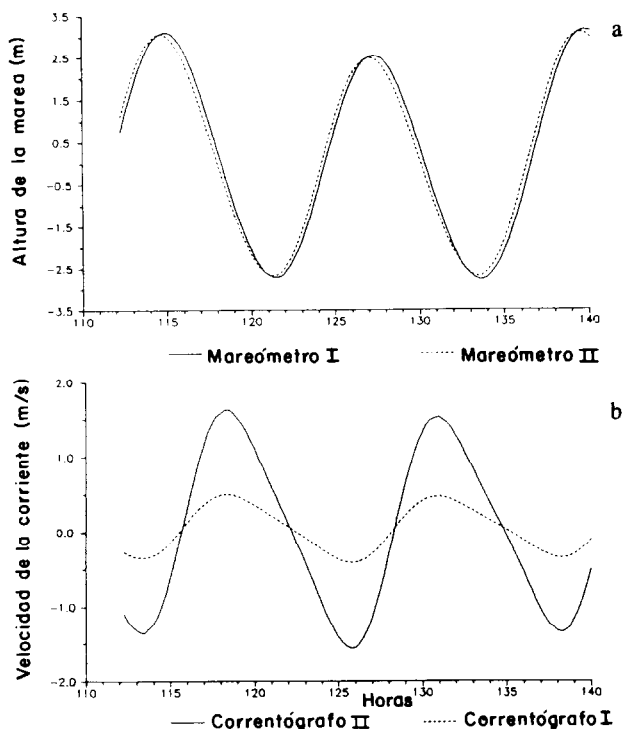 a
Altura de la marea (m)
3.5
2.5
1.5
0.5
-0.5
-1.5
-2.5
-3.5
110 115 120 125 130 135 140
Mareómetro I Mareómetro II
b
Velocidad de la corriente (m/s)
2.0
1.0
0.0
-1.0
-2.0
110 115 120 125 130 135 140
Horas
Correntógrafo II Correntógrafo I